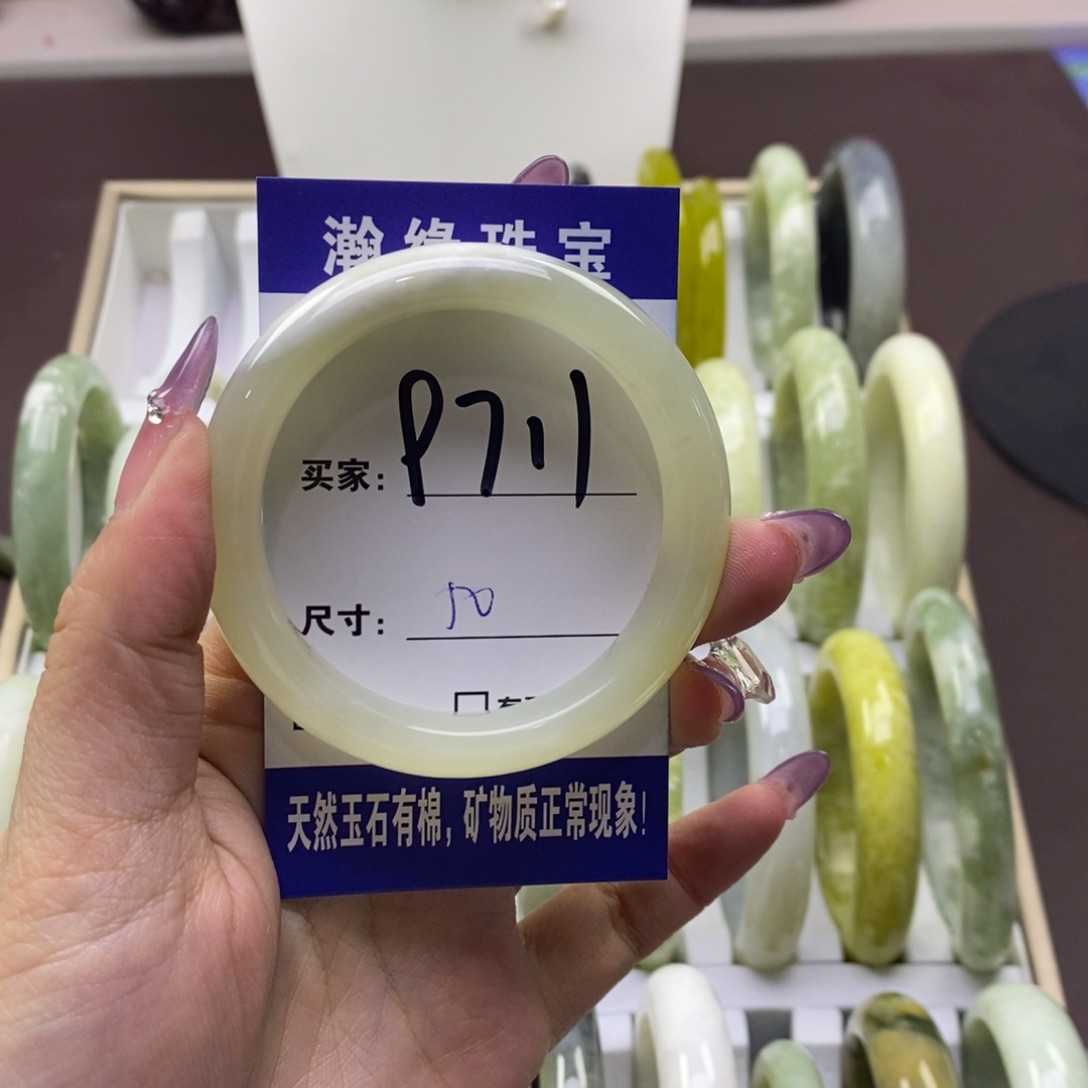 瀚缘珠宝
买家: P711
尺寸:
天然玉石有棉, 矿物质正常现象!